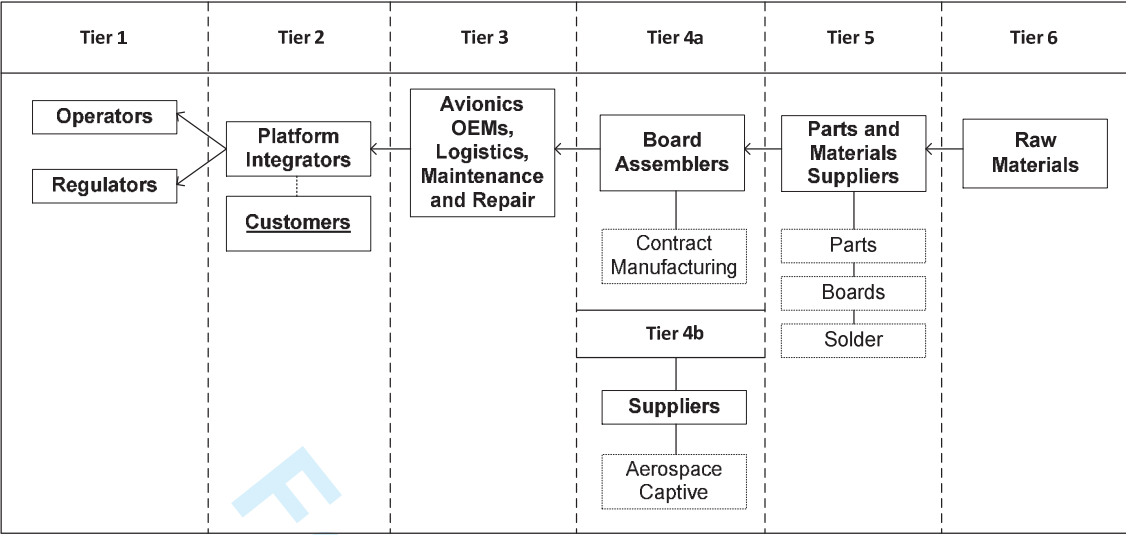 Tier 1
Tier 2
Tier 3
Tier 4a
Tier 5
Tier 6
Operators
Regulators
Platform
Integrators
Customers
Avionics
OEMs,
Logistics,
Maintenance
and Repair
Board
Assemblers
Contract
Manufacturing
Tier 4b
Suppliers
Aerospace
Captive
Parts and
Materials
Suppliers
Parts
Boards
Solder
Raw
Materials